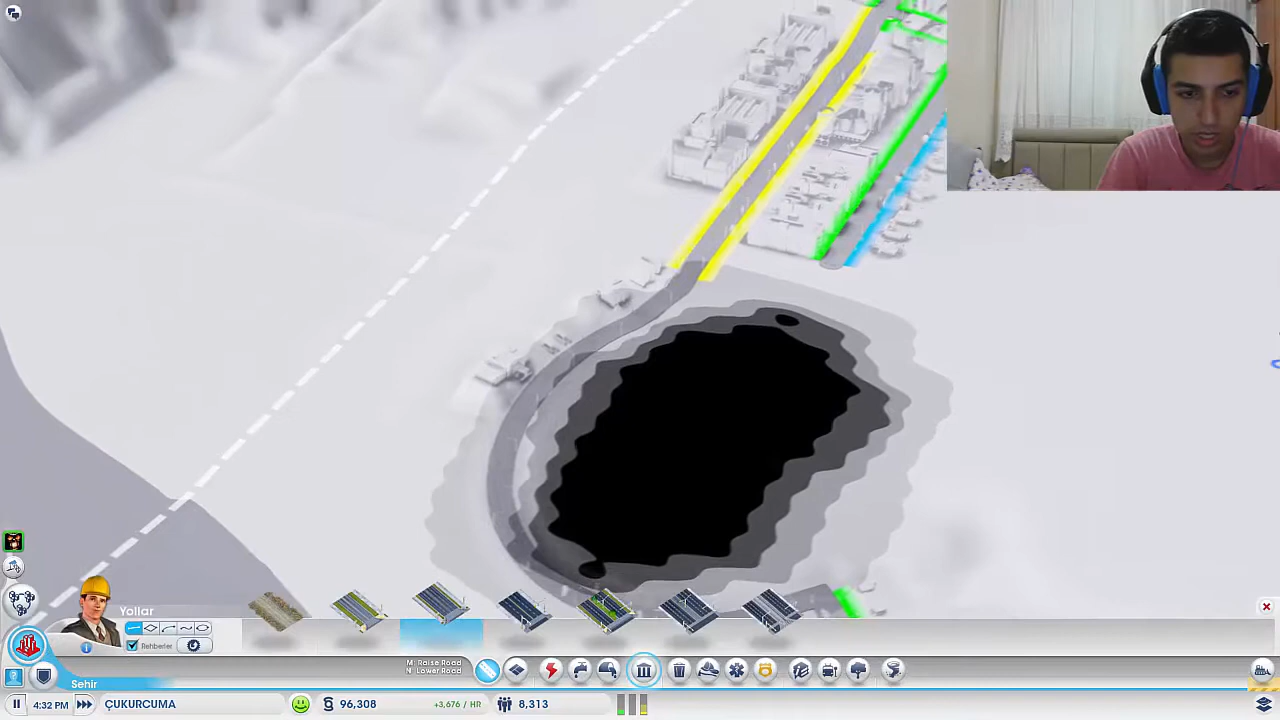 Yollar
Rehberler
M: Raise Road
N: Lower Road
Şehir
4:32 PM
ÇUKURCUMA
96,308
+3,676 / HR
8,313